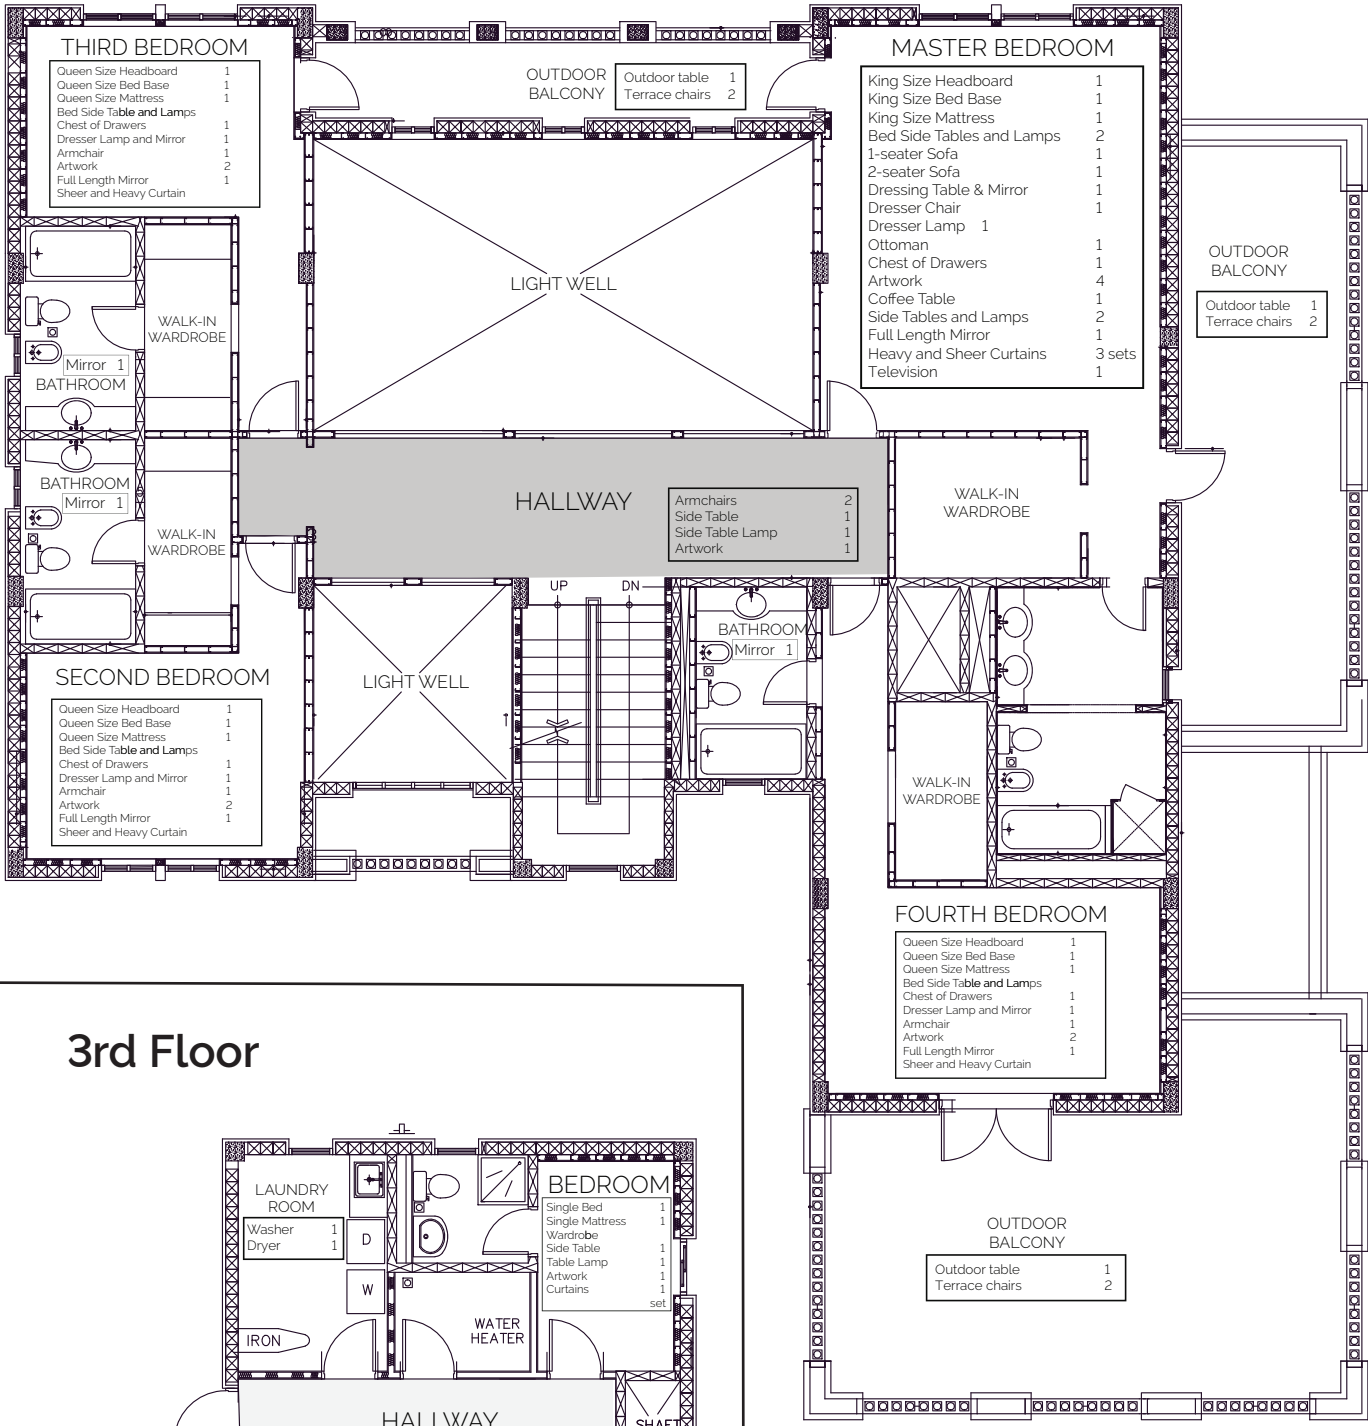 THIRD BEDROOM
Queen Size Headboard 1
Queen Size Bed Base 1
Queen Size Mattress 1
Bed Side Table and Lamps
Chest of Drawers 1
Dresser Lamp and Mirror 1
Armchair 1
Artwork 2
Full Length Mirror 1
Sheer and Heavy Curtain
OUTDOOR
BALCONY
Outdoor table 1
Terrace chairs 2
MASTER BEDROOM
King Size Headboard 1
King Size Bed Base 1
King Size Mattress 1
Bed Side Tables and Lamps 2
1-seater Sofa 1
2-seater Sofa 1
Dressing Table & Mirror 1
Dresser Chair 1
Dresser Lamp 1
Ottoman 1
Chest of Drawers 1
Artwork 4
Coffee Table 1
Side Tables and Lamps 2
Full Length Mirror 1
Heavy and Sheer Curtains 3 sets
Television 1
OUTDOOR
BALCONY
Outdoor table 1
Terrace chairs 2
LIGHT WELL
WALK-IN
WARDROBE
Mirror 1
BATHROOM
BATHROOM
Mirror 1
WALK-IN
WARDROBE
HALLWAY
Armchairs 2
Side Table 1
Side Table Lamp 1
Artwork 1
WALK-IN
WARDROBE
UP
DN
BATHROOM
Mirror 1
LIGHT WELL
SECOND BEDROOM
Queen Size Headboard 1
Queen Size Bed Base 1
Queen Size Mattress 1
Bed Side Table and Lamps
Chest of Drawers 1
Dresser Lamp and Mirror 1
Armchair 1
Artwork 2
Full Length Mirror 1
Sheer and Heavy Curtain
WALK-IN
WARDROBE
FOURTH BEDROOM
Queen Size Headboard 1
Queen Size Bed Base 1
Queen Size Mattress 1
Bed Side Table and Lamps
Chest of Drawers 1
Dresser Lamp and Mirror 1
Armchair 1
Artwork 2
Full Length Mirror 1
Sheer and Heavy Curtain
OUTDOOR
BALCONY
Outdoor table 1
Terrace chairs 2
3rd Floor
LAUNDRY
ROOM
Washer 1
Dryer 1
D
W
IRON
WATER
HEATER
BEDROOM
Single Bed 1
Single Mattress 1
Wardrobe
Side Table 1
Table Lamp 1
Artwork 1
Curtains 1
set
HALLWAY
SHAFT